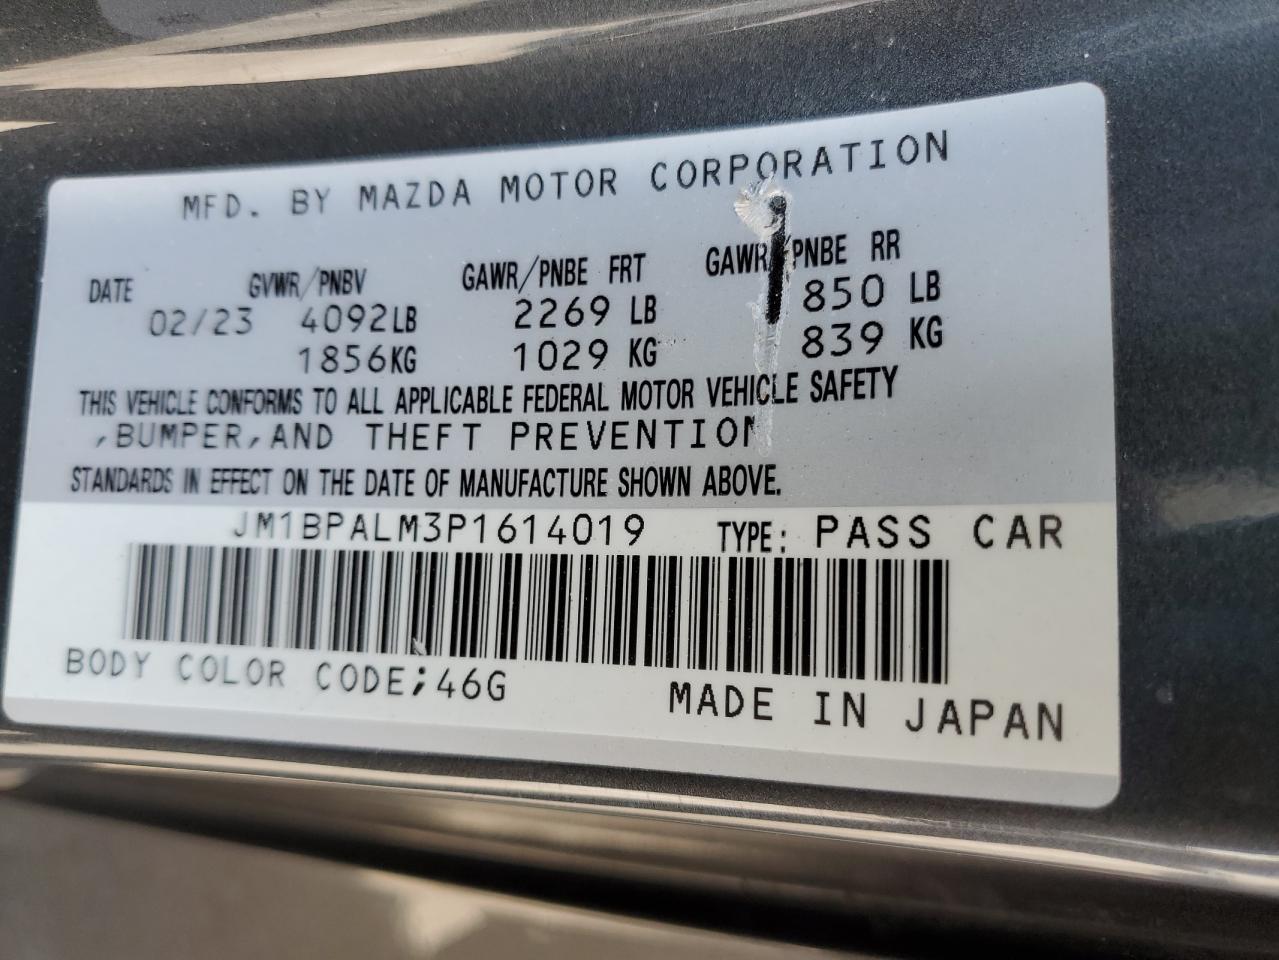 MFD. BY MAZDA MOTOR CORPORATION
DATE GVWR/PNBV GAWR/PNBE FRT GAWR/PNBE RR
02/23 4092LB 2269 LB 850 LB
1856KG 1029 KG 839 KG
THIS VEHICLE CONFORMS TO ALL APPLICABLE FEDERAL MOTOR VEHICLE SAFETY
,BUMPER,AND THEFT PREVENTION
STANDARDS IN EFFECT ON THE DATE OF MANUFACTURE SHOWN ABOVE.
JM1BPALM3P1614019 TYPE: PASS CAR
BODY COLOR CODE;46G
MADE IN JAPAN